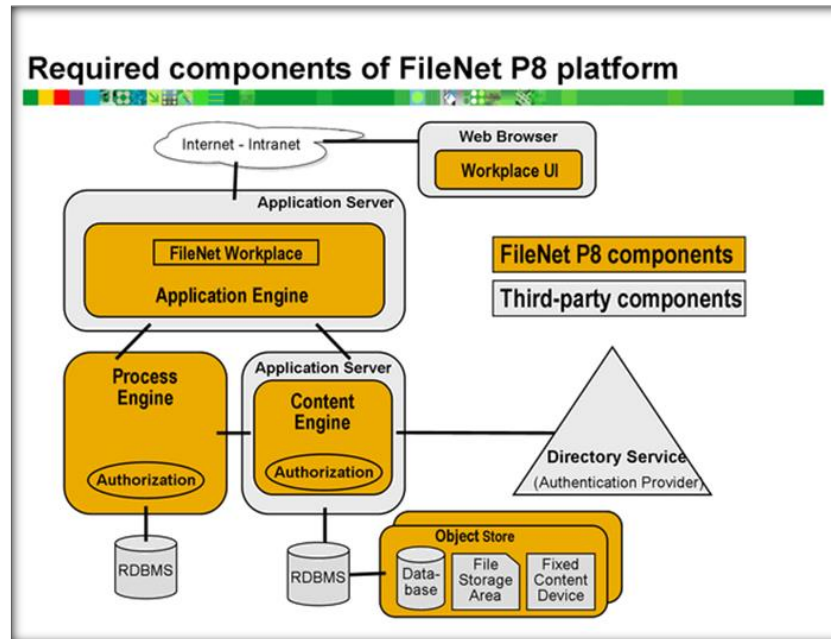 Required components of FileNet P8 platform
Internet - Intranet
Web Browser
Workplace UI
Application Server
FileNet Workplace
Application Engine
FileNet P8 components
Third-party components
Process
Engine
Authorization
Application Server
Content
Engine
Authorization
Directory Service
(Authentication Provider)
RDBMS
RDBMS
Object Store
Data-
base
File
Storage
Area
Fixed
Content
Device